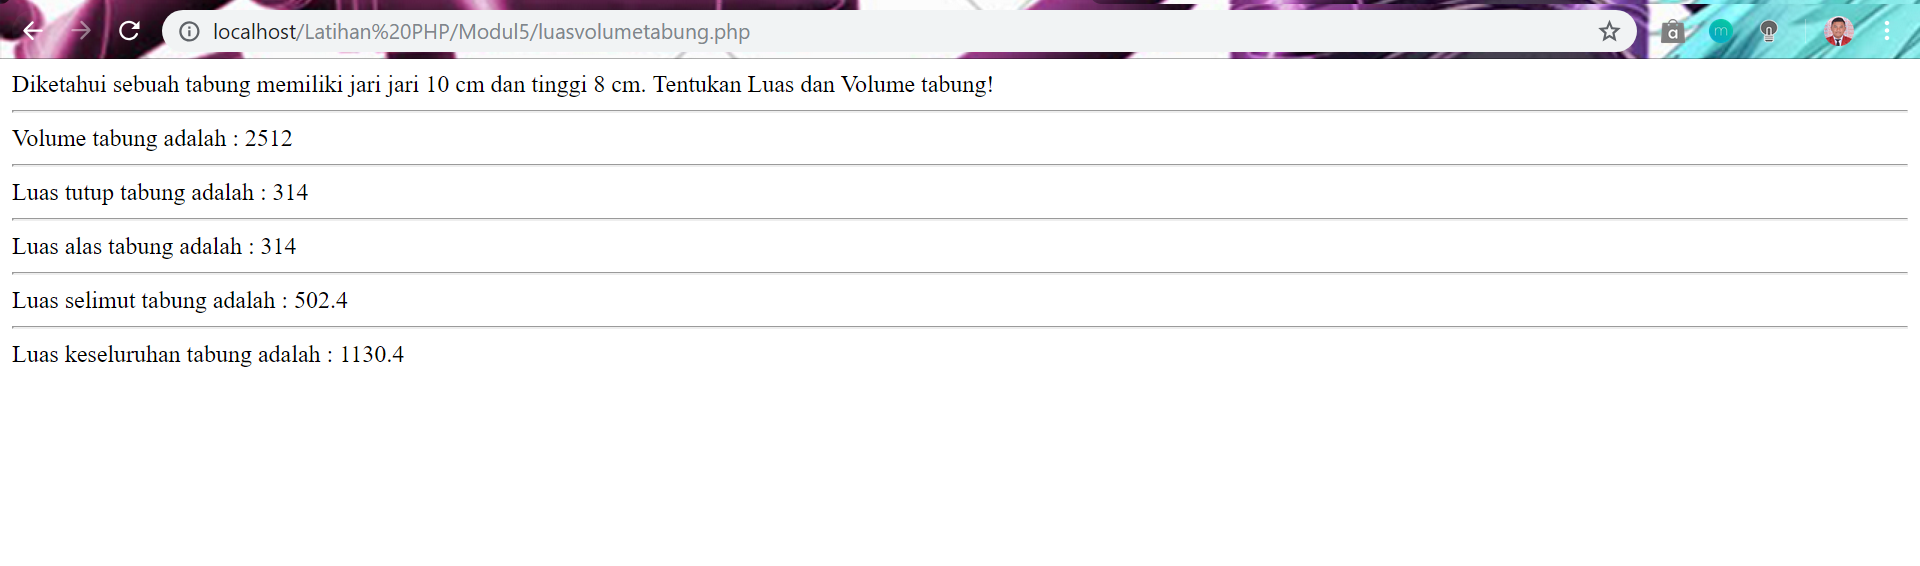 localhost/Latihan%20PHP/Modul5/luasvolumetabung.php
Diketahui sebuah tabung memiliki jari jari 10 cm dan tinggi 8 cm. Tentukan Luas dan Volume tabung!
Volume tabung adalah : 2512
Luas tutup tabung adalah : 314
Luas alas tabung adalah : 314
Luas selimut tabung adalah : 502.4
Luas keseluruhan tabung adalah : 1130.4